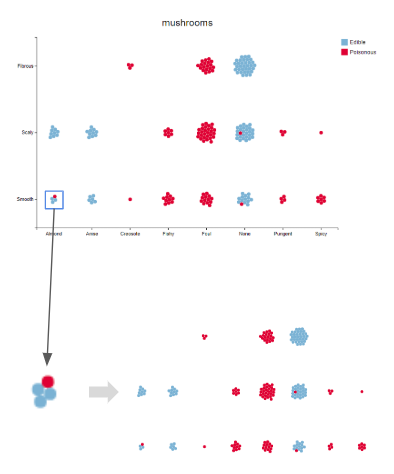 mushrooms
Edible
Poisonous
Fibrous
Scaly
Smooth
Almond Anise Creosote Fishy Foul None Pungent Spicy